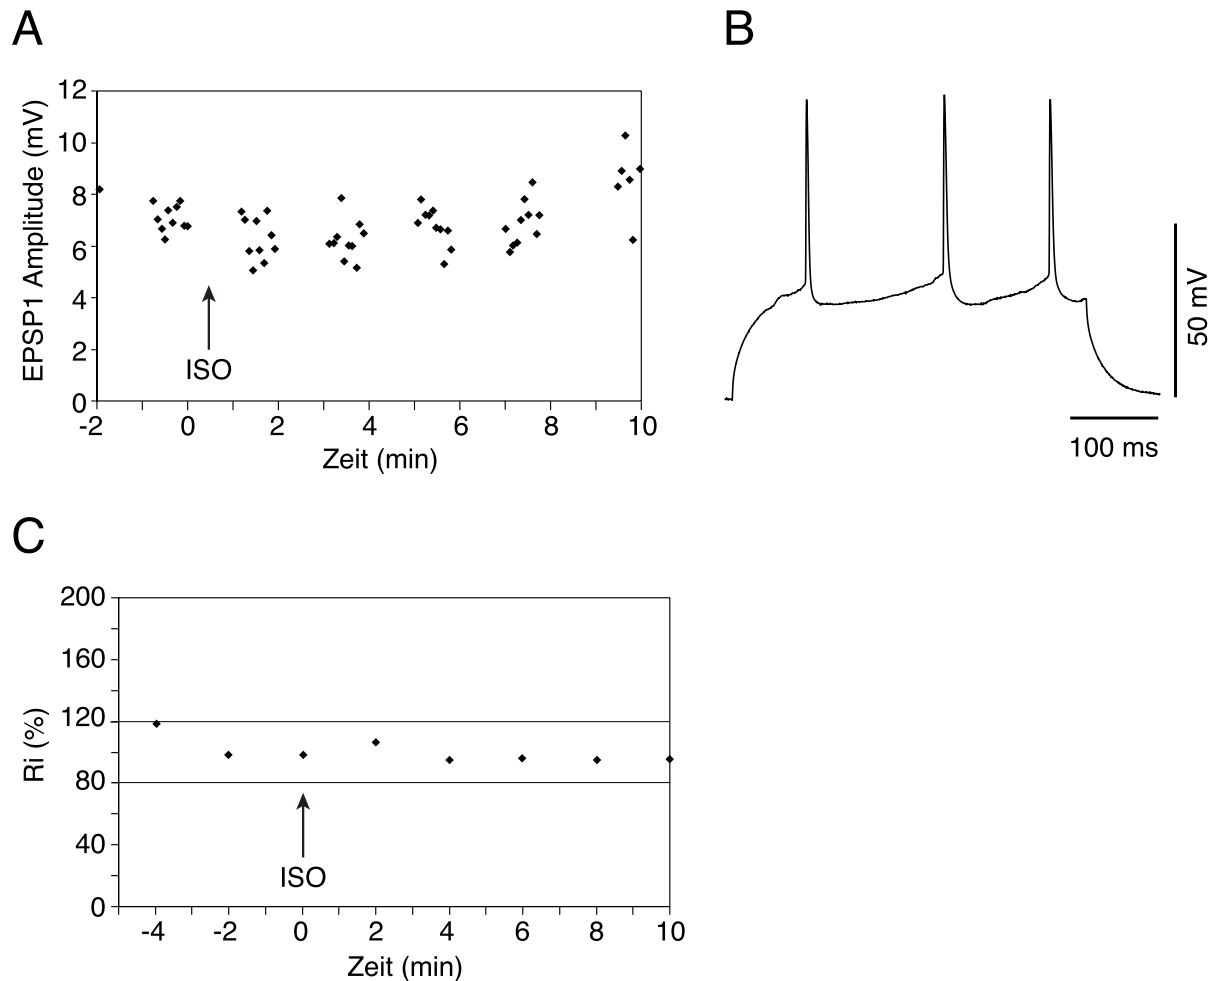 A
EPSP1 Amplitude (mV)
12
10
8
6
4
2
0
ISO
-2 0 2 4 6 8 10
Zeit (min)
B
50 mV
100 ms
C
Ri (%)
200
160
120
80
40
0
ISO
-4 -2 0 2 4 6 8 10
Zeit (min)